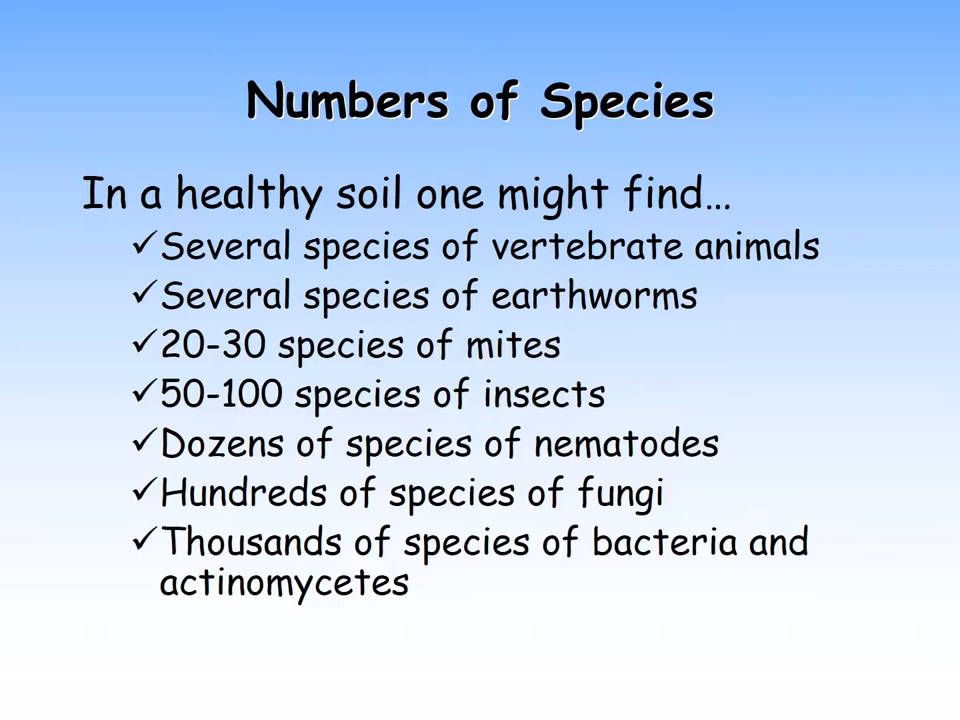 Numbers of Species
In a healthy soil one might find…
✓Several species of vertebrate animals
✓Several species of earthworms
✓20-30 species of mites
✓50-100 species of insects
✓Dozens of species of nematodes
✓Hundreds of species of fungi
✓Thousands of species of bacteria and
actinomycetes